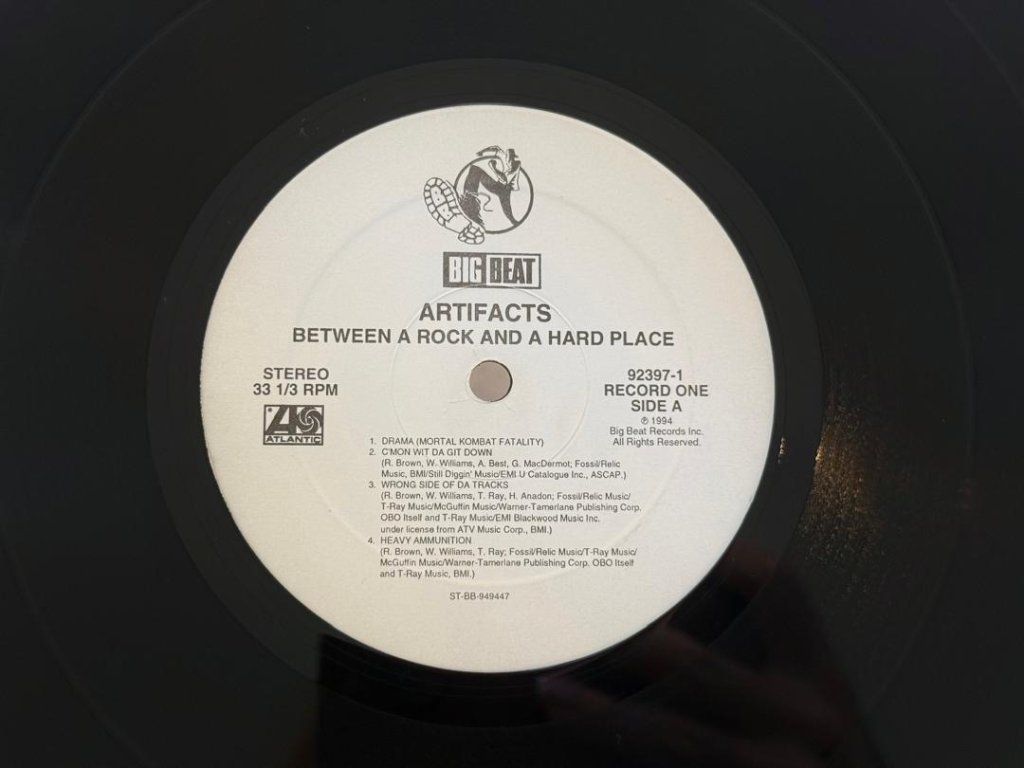 BIG BEAT
ARTIFACTS
BETWEEN A ROCK AND A HARD PLACE
STEREO
33 1/3 RPM
ATLANTIC
92397-1
RECORD ONE
SIDE A
℗ 1994
Big Beat Records Inc.
All Rights Reserved.
1. DRAMA (MORTAL KOMBAT FATALITY)
2. C'MON WIT DA GIT DOWN
(R. Brown, W. Williams, A. Best, G. MacDermot; Fossil/Relic
Music, BMI/Still Diggin' Music/EMI U Catalogue Inc., ASCAP.)
3. WRONG SIDE OF DA TRACKS
(R. Brown, W. Williams, T. Ray, H. Anadon; Fossil/Relic Music/
T-Ray Music/McGuffin Music/Warner-Tamerlane Publishing Corp.
OBO Itself and T-Ray Music/EMI Blackwood Music Inc.
under license from ATV Music Corp., BMI.)
4. HEAVY AMMUNITION
(R. Brown, W. Williams, T. Ray; Fossil/Relic Music/T-Ray Music/
McGuffin Music/Warner-Tamerlane Publishing Corp. OBO Itself
and T-Ray Music, BMI.)
ST-BB-949447